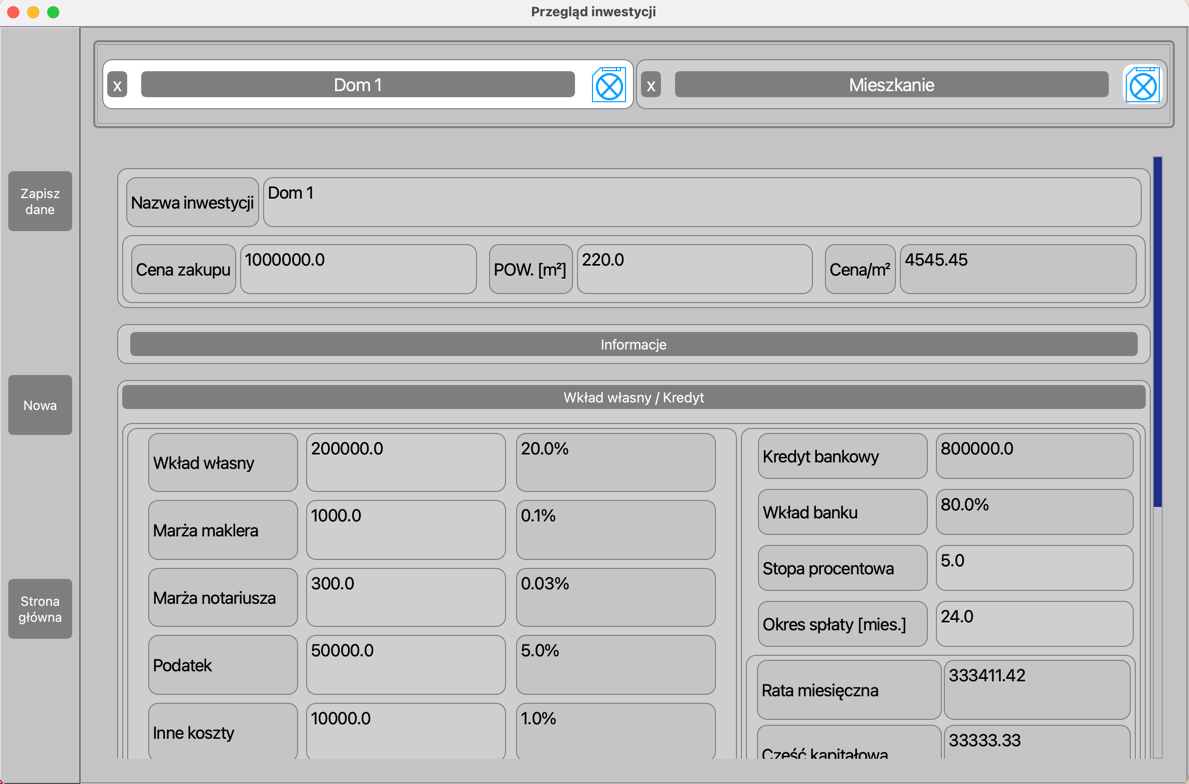 Przegląd inwestycji
x Dom 1 x Mieszkanie
Zapisz
dane
Nowa
Strona
główna
Nazwa inwestycji Dom 1
Cena zakupu 1000000.0 POW. [m²] 220.0 Cena/m² 4545.45
Informacje
Wkład własny / Kredyt
Wkład własny 200000.0 20.0%
Marża maklera 1000.0 0.1%
Marża notariusza 300.0 0.03%
Podatek 50000.0 5.0%
Inne koszty 10000.0 1.0%
Kredyt bankowy 800000.0
Wkład banku 80.0%
Stopa procentowa 5.0
Okres spłaty [mies.] 24.0
Rata miesięczna 333411.42
Część kapitałowa 33333.33